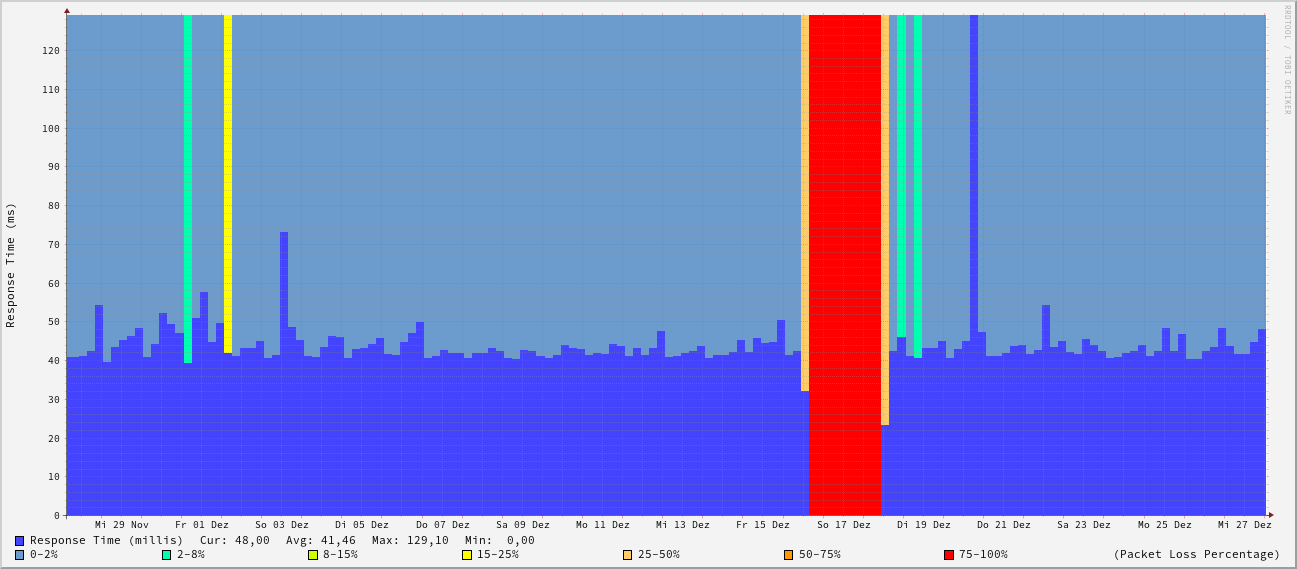 RRDTOOL / TOBI OETIKER
Response Time (ms)
120
110
100
90
80
70
60
50
40
30
20
10
0
Mi 29 Nov Fr 01 Dez So 03 Dez Di 05 Dez Do 07 Dez Sa 09 Dez Mo 11 Dez Mi 13 Dez Fr 15 Dez So 17 Dez Di 19 Dez Do 21 Dez Sa 23 Dez Mo 25 Dez Mi 27 Dez
Response Time (millis) Cur: 48,00 Avg: 41,46 Max: 129,10 Min: 0,00
0-2% 2-8% 8-15% 15-25% 25-50% 50-75% 75-100% (Packet Loss Percentage)